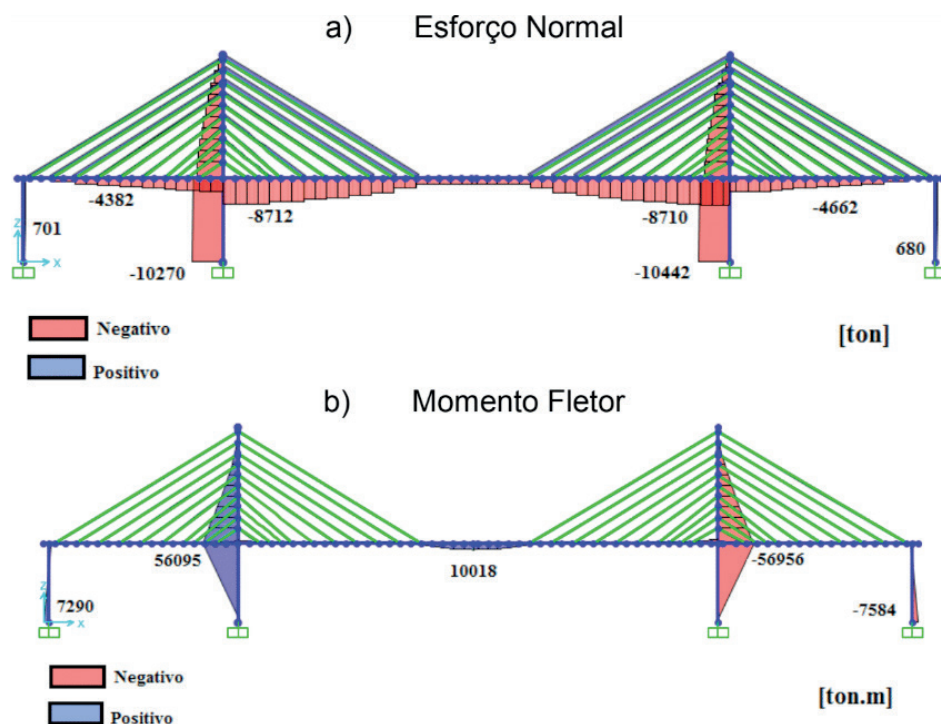 a) Esforço Normal
-4382
-8712
-8710
-4662
701
680
Z
X
-10270
-10442
Negativo
[ton]
Positivo
b) Momento Fletor
56095
10018
-56956
Z
7290
-7584
X
Negativo
[ton.m]
Positivo